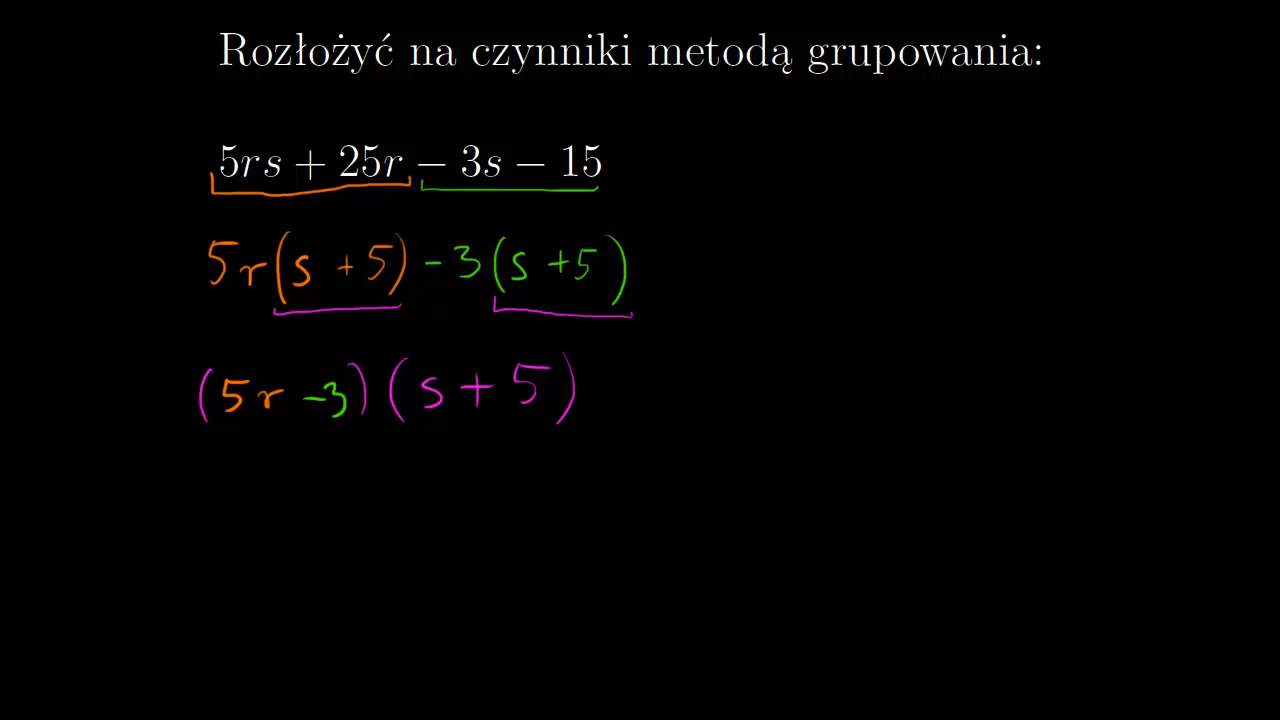 Rozłożyć na czynniki metodą grupowania:
5rs + 25r − 3s − 15
5r(s + 5) − 3(s + 5)
(5r − 3)(s + 5)